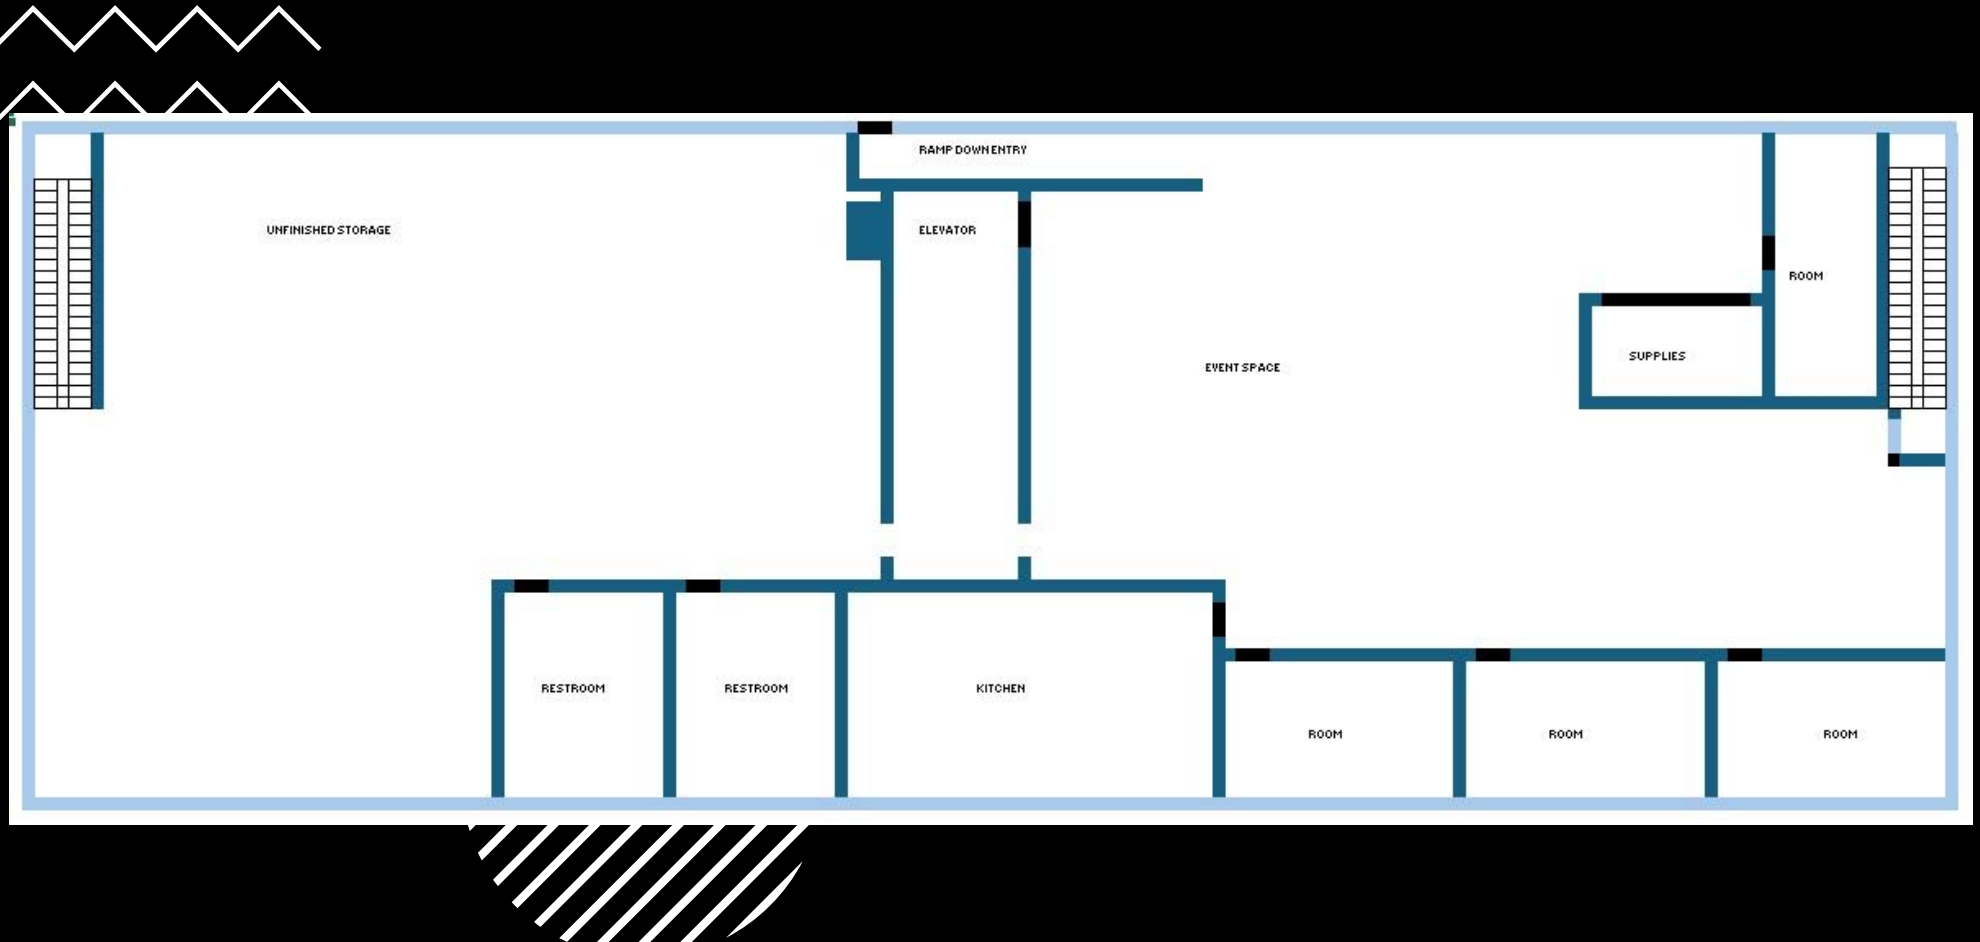 RAMP DOWN ENTRY
UNFINISHED STORAGE
ELEVATOR
ROOM
SUPPLIES
EVENT SPACE
RESTROOM
RESTROOM
KITCHEN
ROOM
ROOM
ROOM